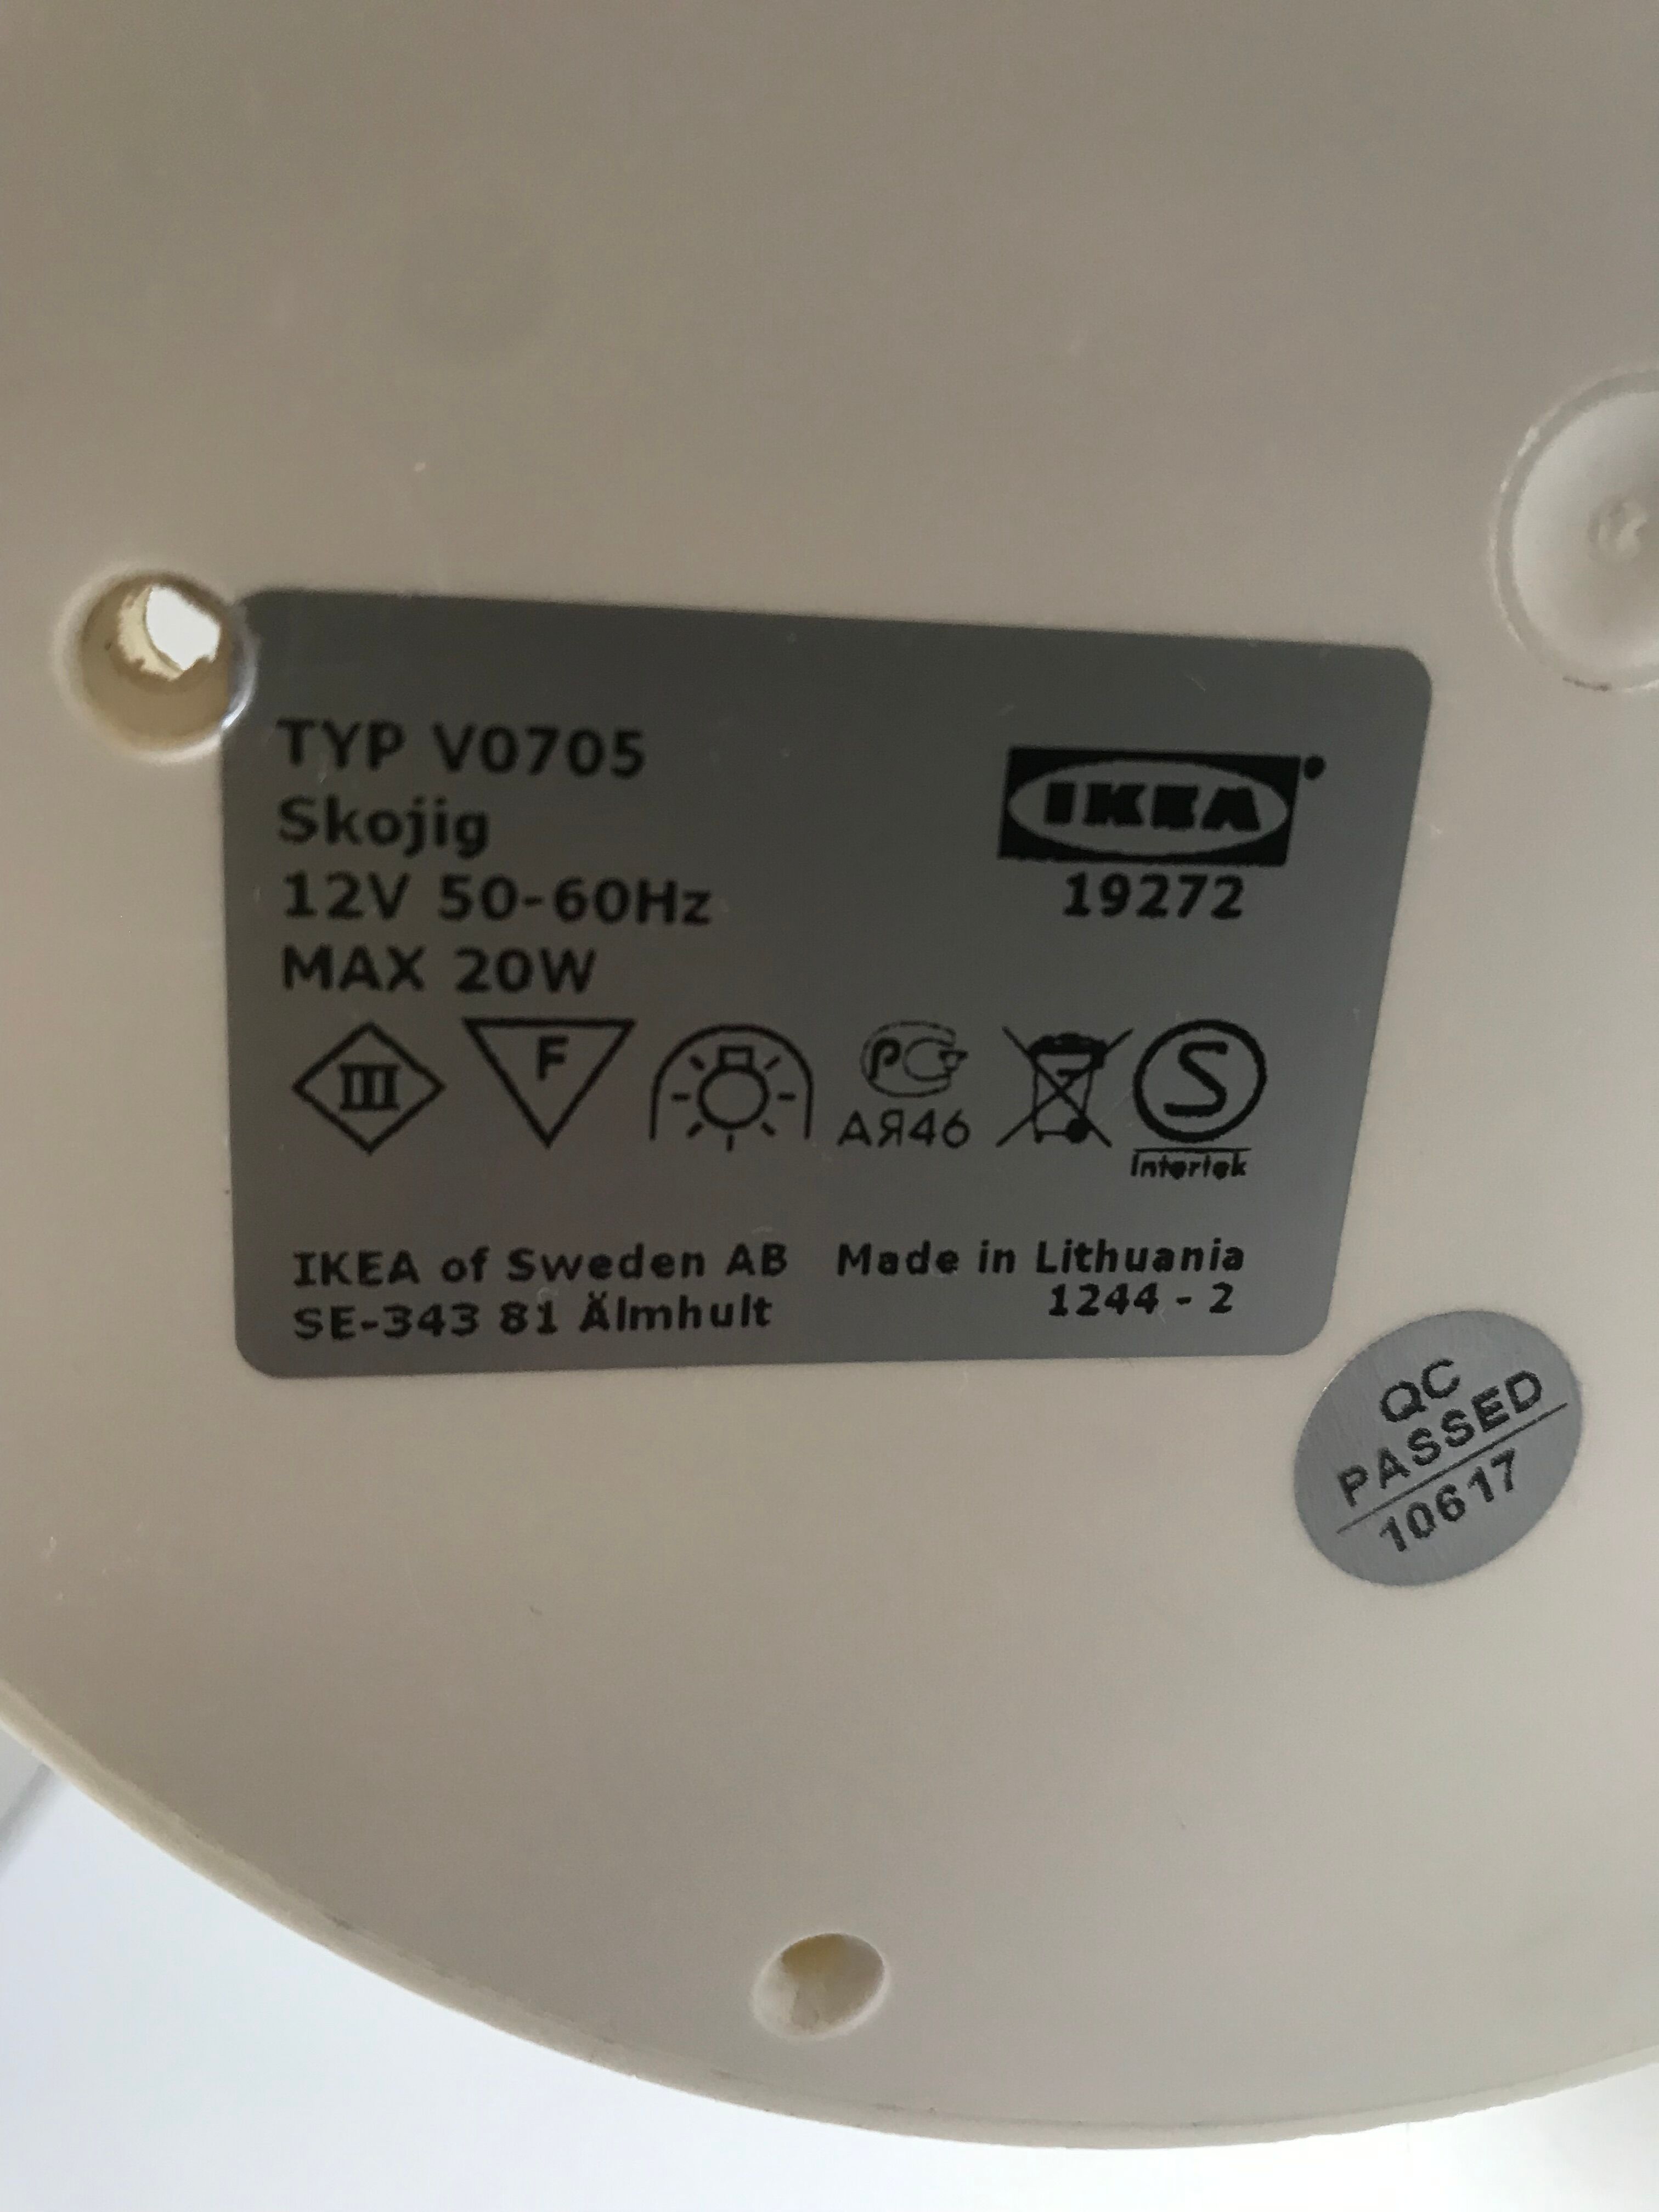 TYP V0705
Skojig
12V 50-60Hz
MAX 20W
IKEA
19272
III F PC S
АЯ46
Intertek
IKEA of Sweden AB
SE-343 81 Älmhult
Made in Lithuania
1244 - 2
QC
PASSED
10617